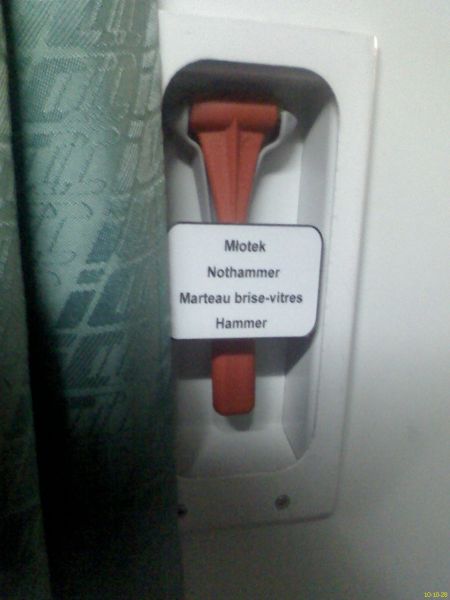 Młotek
Nothammer
Marteau brise-vitres
Hammer
10-10-28